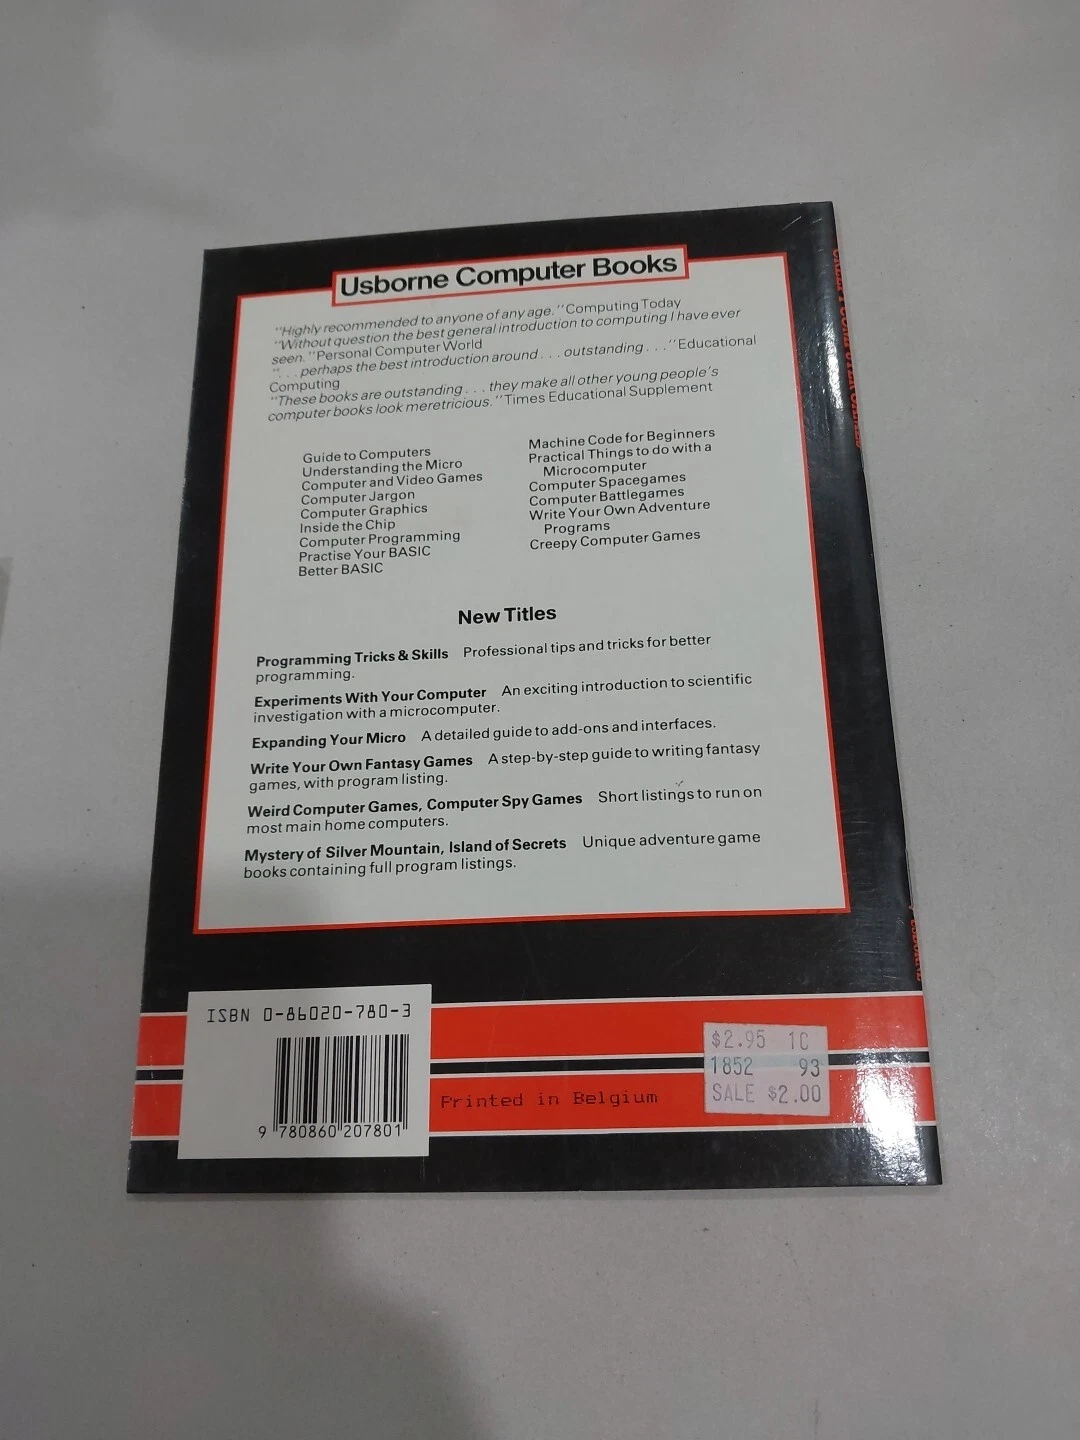 Usborne Computer Books
"Highly recommended to anyone of any age." Computing Today
"Without question the best general introduction to computing I have ever
seen." Personal Computer World
". . . perhaps the best introduction around . . . outstanding . . ." Educational
Computing
"These books are outstanding . . . they make all other young people's
computer books look meretricious." Times Educational Supplement
Guide to Computers
Understanding the Micro
Computer and Video Games
Computer Jargon
Computer Graphics
Inside the Chip
Computer Programming
Practise Your BASIC
Better BASIC
Machine Code for Beginners
Practical Things to do with a
Microcomputer
Computer Spacegames
Computer Battlegames
Write Your Own Adventure
Programs
Creepy Computer Games
New Titles
Programming Tricks & Skills Professional tips and tricks for better
programming.
Experiments With Your Computer An exciting introduction to scientific
investigation with a microcomputer.
Expanding Your Micro A detailed guide to add-ons and interfaces.
Write Your Own Fantasy Games A step-by-step guide to writing fantasy
games, with program listing.
Weird Computer Games, Computer Spy Games Short listings to run on
most main home computers.
Mystery of Silver Mountain, Island of Secrets Unique adventure game
books containing full program listings.
ISBN 0-86020-780-3
9 780860 207801
Printed in Belgium
$2.95 1C
1852 93
SALE $2.00